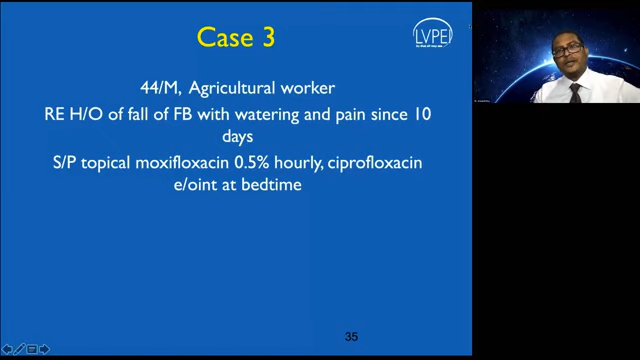 Case 3
LVPEI
44/M, Agricultural worker
RE H/O of fall of FB with watering and pain since 10
days
S/P topical moxifloxacin 0.5% hourly, ciprofloxacin
e/oint at bedtime
35